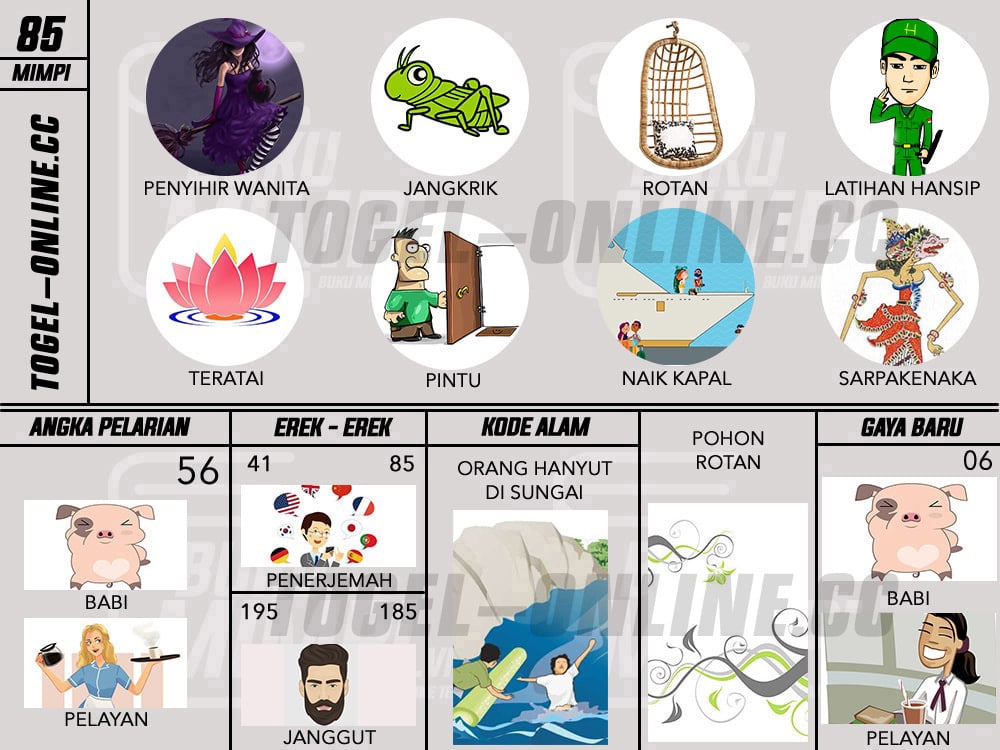 85
MIMPI
TOGEL-ONLINE.CC
PENYIHIR WANITA
JANGKRIK
ROTAN
LATIHAN HANSIP
TOGEL-ONLINE.CC
TERATAI
PINTU
NAIK KAPAL
SARPAKENAKA
ANGKA PELARIAN
56
BABI
PELAYAN
EREK - EREK
41
85
PENERJEMAH
195
185
JANGGUT
KODE ALAM
ORANG HANYUT
DI SUNGAI
POHON
ROTAN
GAYA BARU
06
BABI
PELAYAN
TOGEL-ONLINE.CC